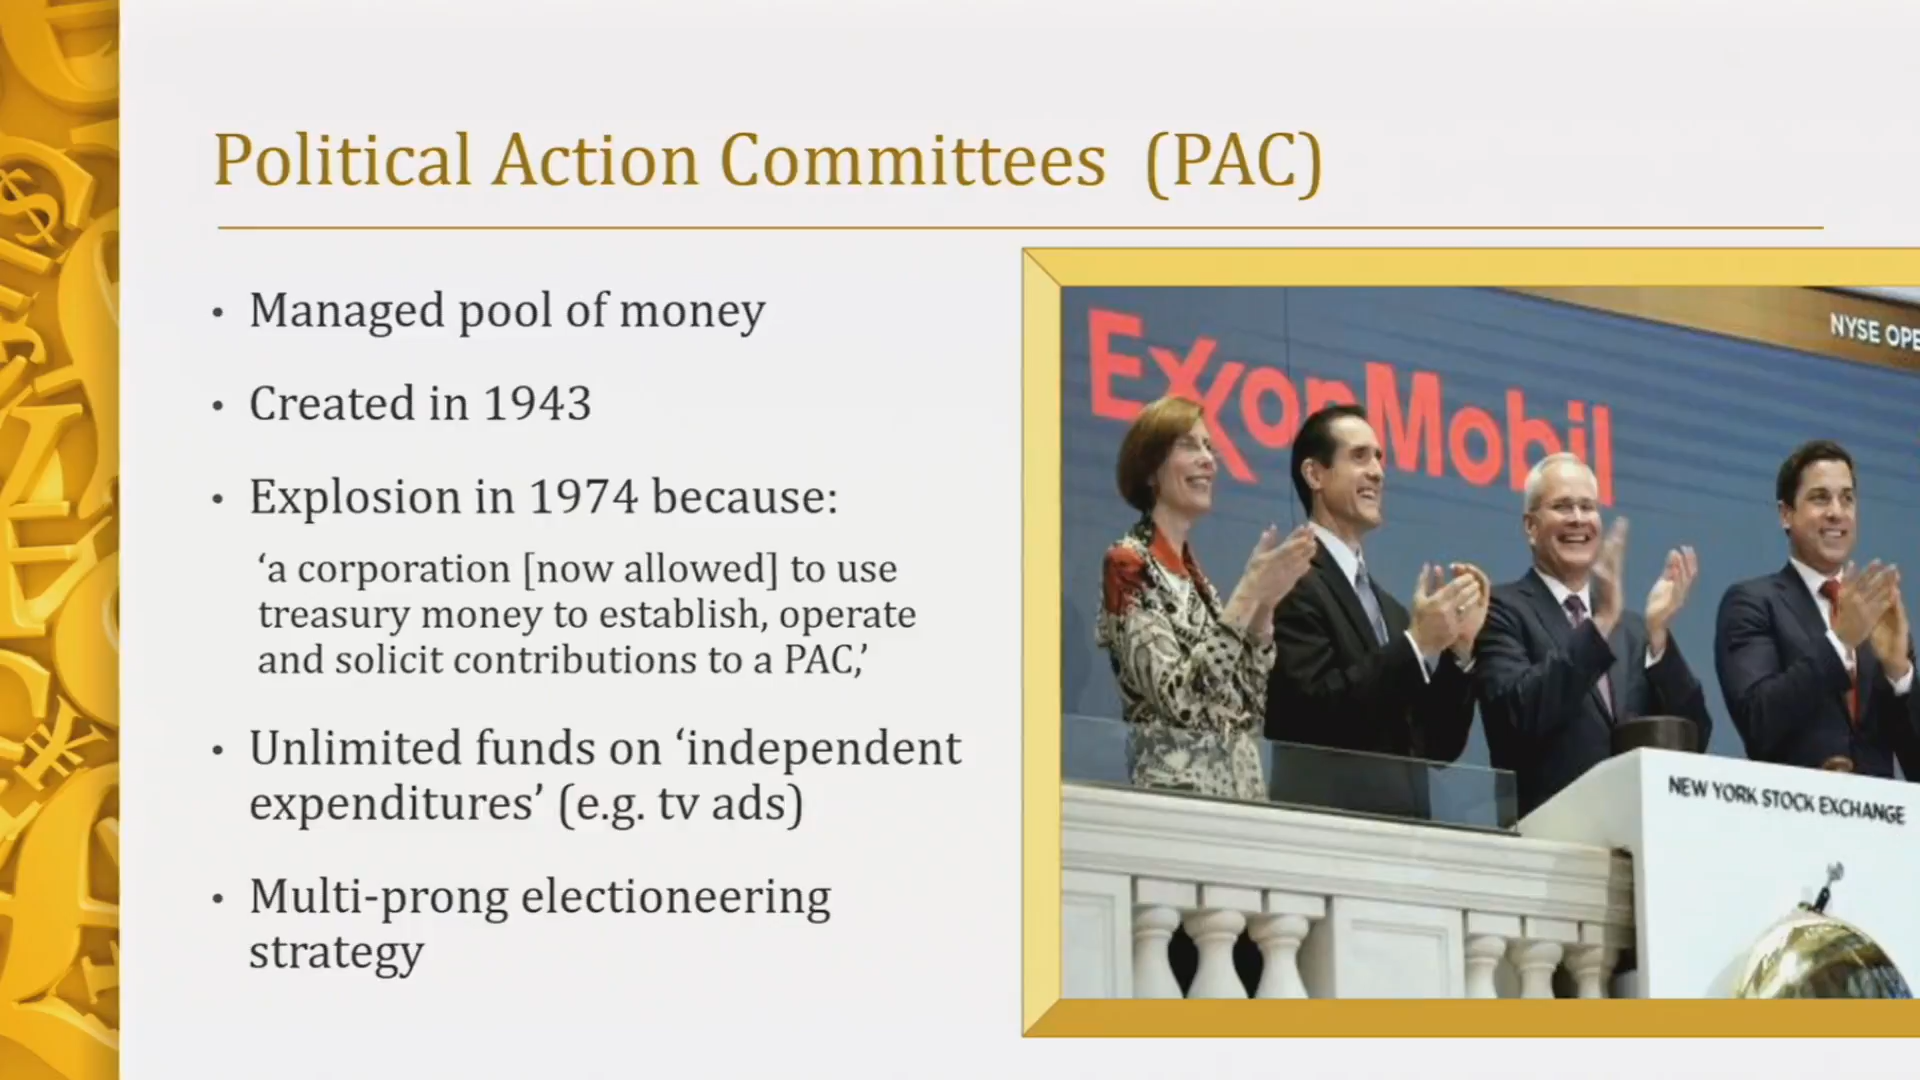 Political Action Committees (PAC)
• Managed pool of money
• Created in 1943
• Explosion in 1974 because:
‘a corporation [now allowed] to use
treasury money to establish, operate
and solicit contributions to a PAC,’
• Unlimited funds on ‘independent
expenditures’ (e.g. tv ads)
• Multi-prong electioneering
strategy
ExxonMobil
NYSE OPE
NEW YORK STOCK EXCHANGE